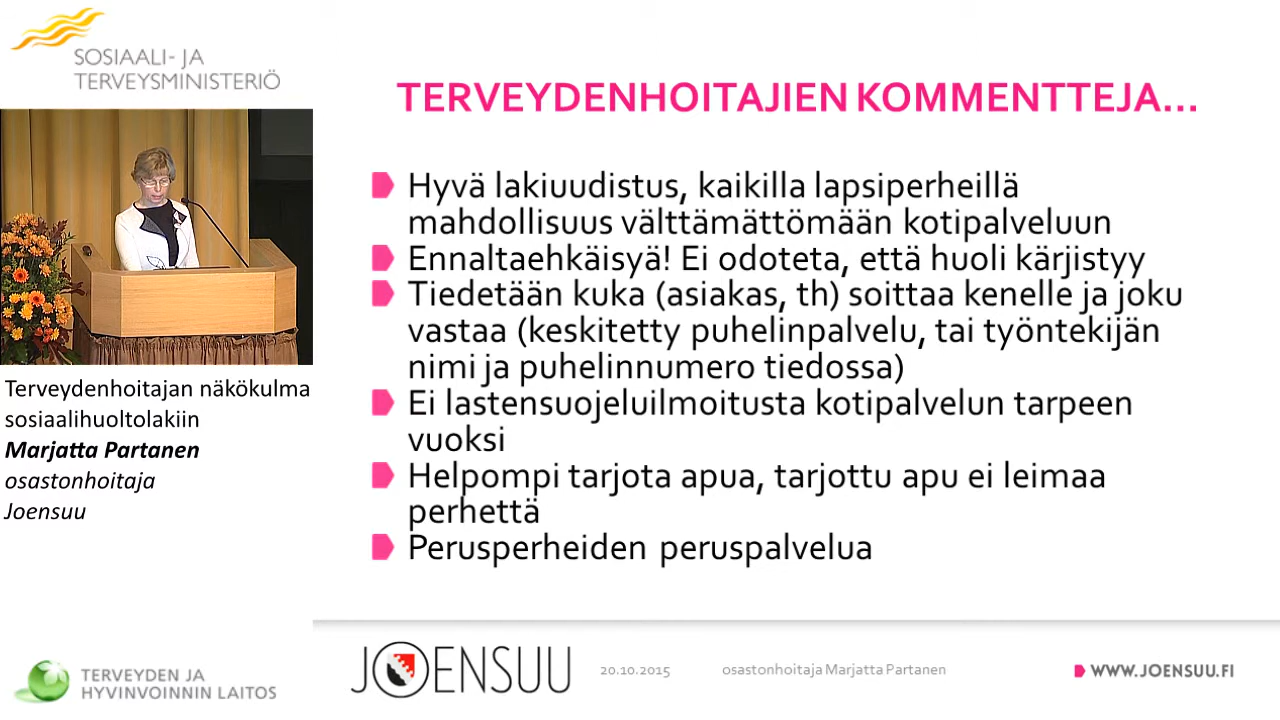 SOSIAALI- JA
TERVEYSMINISTERIÖ
TERVEYDENHOITAJIEN KOMMENTTEJA...
Hyvä lakiuudistus, kaikilla lapsiperheillä
mahdollisuus välttämättömään kotipalveluun
Ennaltaehkäisyä! Ei odoteta, että huoli kärjistyy
Tiedetään kuka (asiakas, th) soittaa kenelle ja joku
vastaa (keskitetty puhelinpalvelu, tai työntekijän
nimi ja puhelinnumero tiedossa)
Ei lastensuojeluilmoitusta kotipalvelun tarpeen
vuoksi
Helpompi tarjota apua, tarjottu apu ei leimaa
perhettä
Perusperheiden peruspalvelua
Terveydenhoitajan näkökulma
sosiaalihuoltolakiin
Marjatta Partanen
osastonhoitaja
Joensuu
TERVEYDEN JA
HYVINVOINNIN LAITOS
JOENSUU
20.10.2015
osastonhoitaja Marjatta Partanen
WWW.JOENSUU.FI